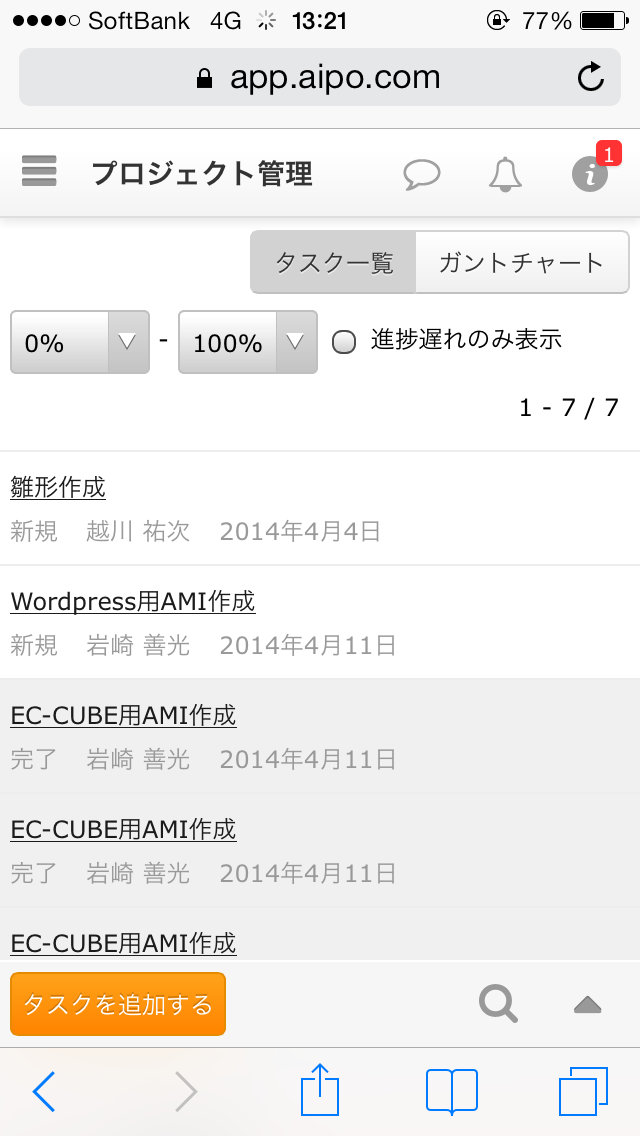 SoftBank 4G 13:21 77%
app.aipo.com
プロジェクト管理 1
タスク一覧 ガントチャート
0% - 100% 進捗遅れのみ表示
1 - 7 / 7
雛形作成
新規 越川 祐次 2014年4月4日
Wordpress用AMI作成
新規 岩崎 善光 2014年4月11日
EC-CUBE用AMI作成
完了 岩崎 善光 2014年4月11日
EC-CUBE用AMI作成
完了 岩崎 善光 2014年4月11日
EC-CUBE用AMI作成
タスクを追加する